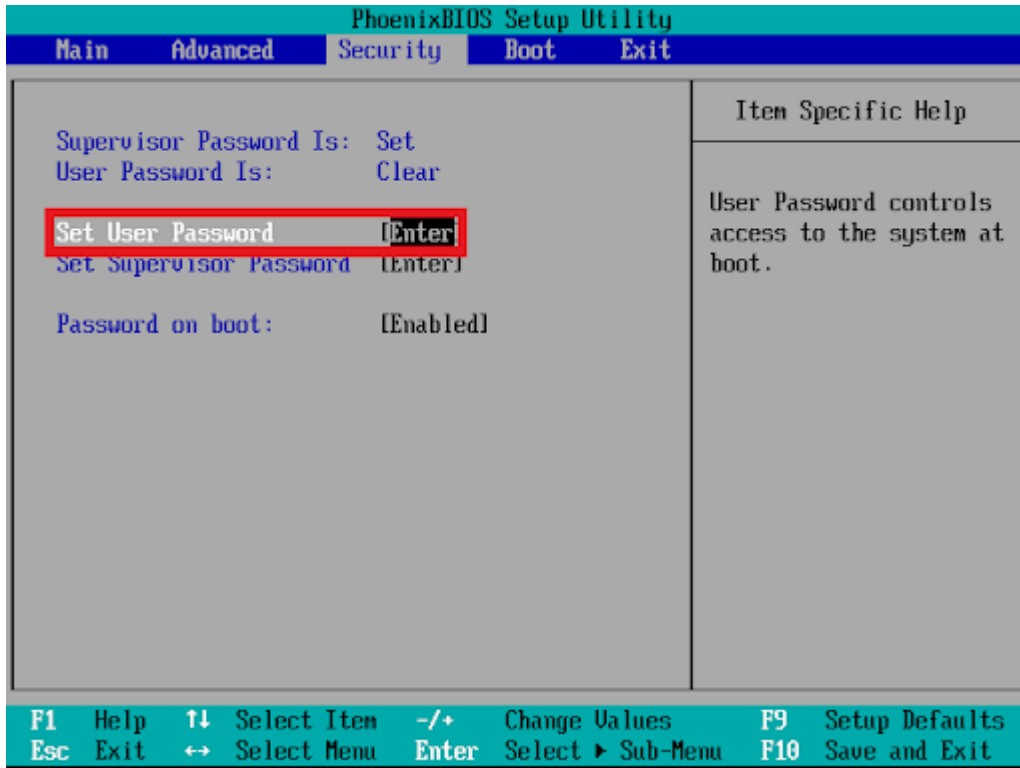 PhoenixBIOS Setup Utility
Main Advanced Security Boot Exit
Supervisor Password Is: Set
User Password Is: Clear
Set User Password [Enter]
Set Supervisor Password [Enter]
Password on boot: [Enabled]
Item Specific Help
User Password controls
access to the system at
boot.
F1 Help ↑↓ Select Item -/+ Change Values F9 Setup Defaults
Esc Exit ↔ Select Menu Enter Select ▶ Sub-Menu F10 Save and Exit